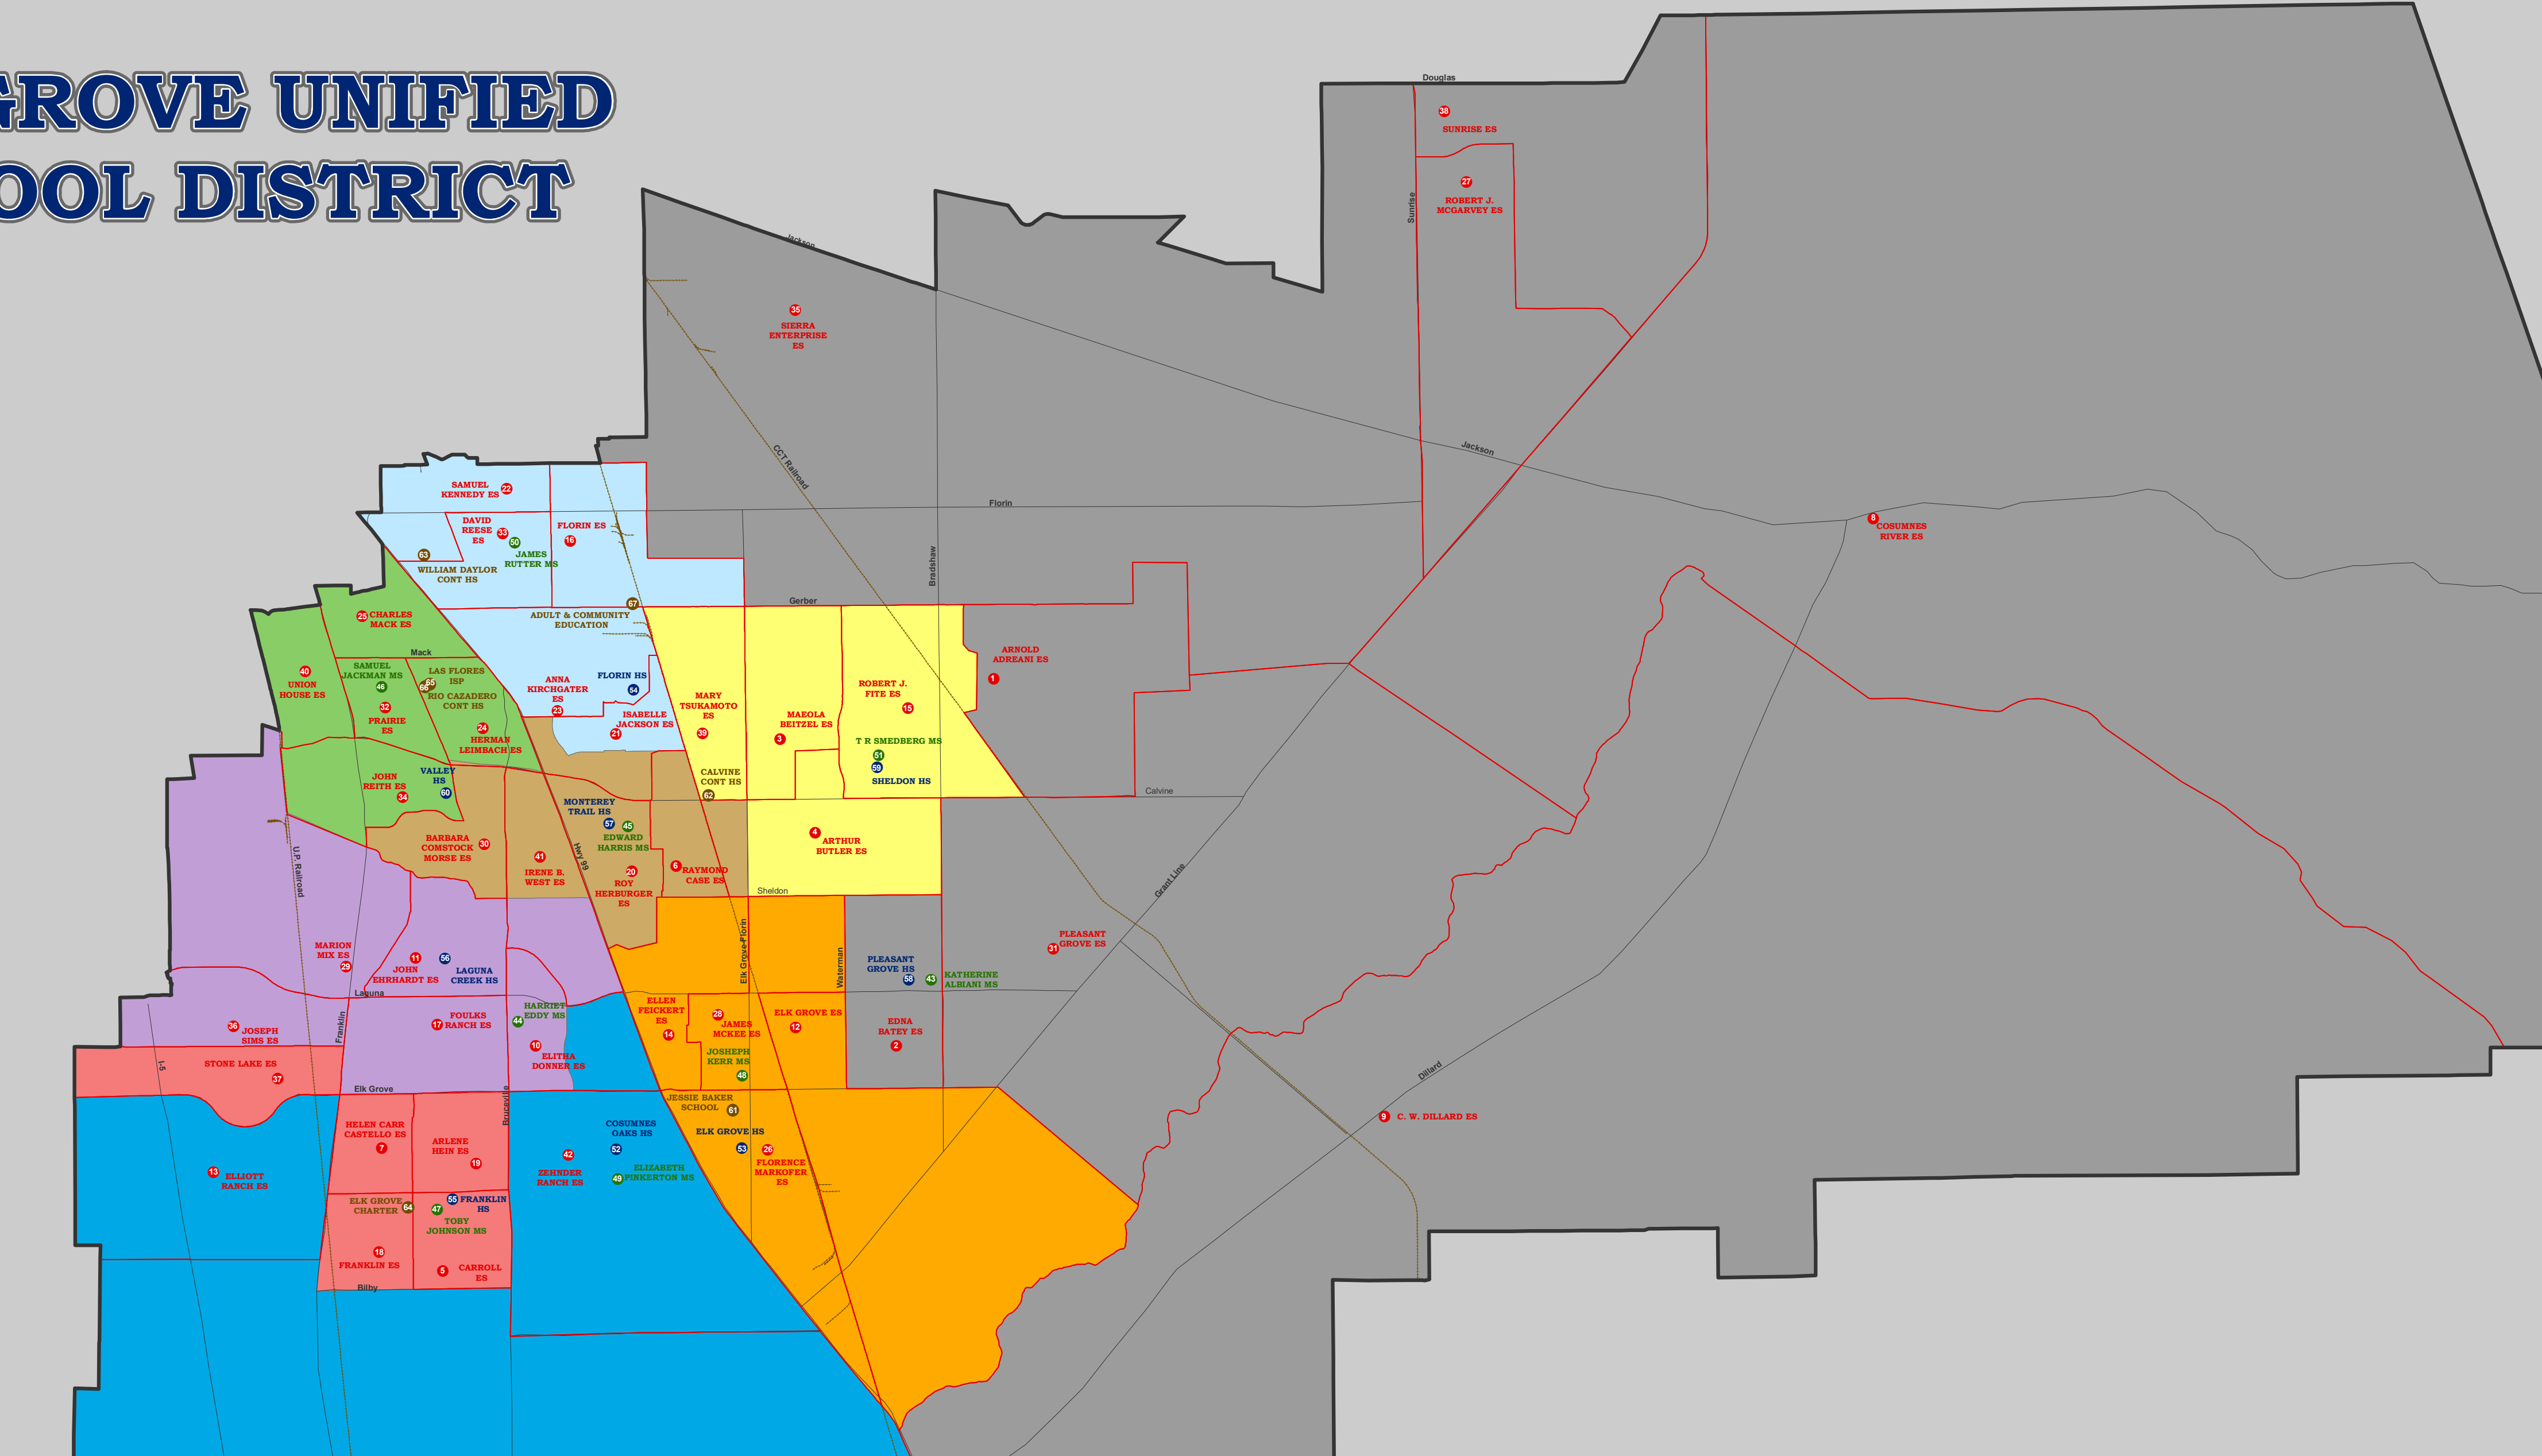 GROVE UNIFIED
OOL DISTRICT
Douglas
38
SUNRISE ES
27
ROBERT J.
MCGARVEY ES
Sunrise
Jackson
35
SIERRA
ENTERPRISE
ES
CCT Railroad
Jackson
SAMUEL
KENNEDY ES
22
Florin
DAVID
REESE
ES
33
50
JAMES
RUTTER MS
FLORIN ES
16
63
WILLIAM DAYLOR
CONT HS
Bradshaw
8
COSUMNES
RIVER ES
67
ADULT & COMMUNITY
EDUCATION
Gerber
25
CHARLES
MACK ES
Mack
40
UNION
HOUSE ES
SAMUEL
JACKMAN MS
46
LAS FLORES
ISP
65
66
RIO CAZADERO
CONT HS
32
PRAIRIE
ES
24
HERMAN
LEIMBACH ES
ANNA
KIRCHGATER
ES
23
FLORIN HS
54
ISABELLE
JACKSON ES
21
MARY
TSUKAMOTO
ES
39
MAEOLA
BEITZEL ES
3
ROBERT J.
FITE ES
15
ARNOLD
ADREANI ES
1
T R SMEDBERG MS
51
59
SHELDON HS
JOHN
REITH ES
34
VALLEY
HS
60
CALVINE
CONT HS
62
Calvine
MONTEREY
TRAIL HS
57
45
EDWARD
HARRIS MS
BARBARA
COMSTOCK
MORSE ES
30
41
IRENE B.
WEST ES
Hwy 99
20
ROY
HERBURGER
ES
6
RAYMOND
CASE ES
4
ARTHUR
BUTLER ES
Sheldon
U.P. Railroad
Grant Line
MARION
MIX ES
29
11
JOHN
EHRHARDT ES
56
LAGUNA
CREEK HS
Elk Grove-Florin
Waterman
PLEASANT
GROVE HS
58
43
KATHERINE
ALBIANI MS
31
PLEASANT
GROVE ES
Laguna
36
JOSEPH
SIMS ES
Franklin
17
FOULKS
RANCH ES
44
HARRIET
EDDY MS
10
ELITHA
DONNER ES
ELLEN
FEICKERT
ES
14
28
JAMES
MCKEE ES
JOSHEPH
KERR MS
48
ELK GROVE ES
12
EDNA
BATEY ES
2
I-5
STONE LAKE ES
37
Elk Grove
Bruceville
Dillard
9
C. W. DILLARD ES
JESSIE BAKER
SCHOOL
61
HELEN CARR
CASTELLO ES
7
ARLENE
HEIN ES
19
COSUMNES
OAKS HS
52
ELK GROVE HS
53
26
FLORENCE
MARKOFER
ES
42
ZEHNDER
RANCH ES
49
ELIZABETH
PINKERTON MS
13
ELLIOTT
RANCH ES
ELK GROVE
CHARTER
64
55
FRANKLIN
HS
47
TOBY
JOHNSON MS
18
FRANKLIN ES
5
CARROLL
ES
Bilby